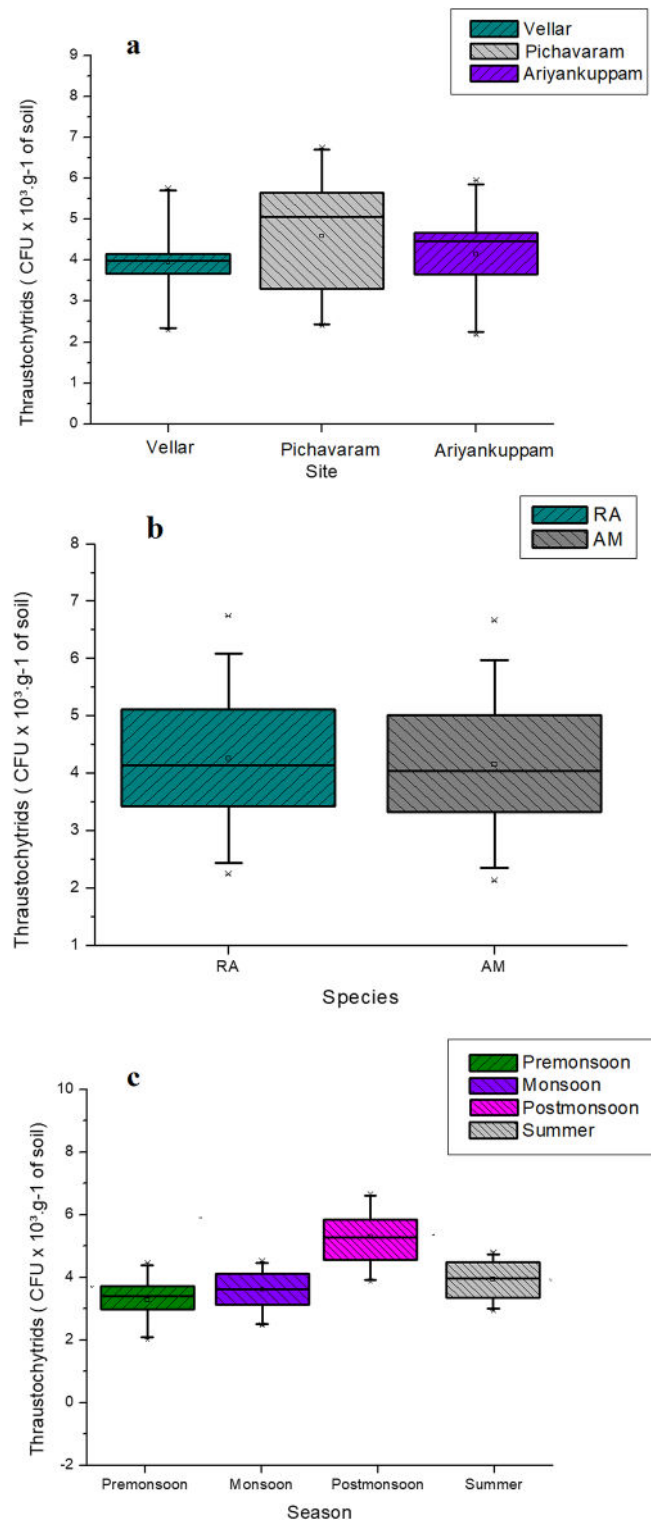 a
Vellar
Pichavaram
Ariyankuppam
9
8
7
6
5
4
3
2
1
0
Thraustochytrids ( CFU x 10³.g-1 of soil)
Vellar Pichavaram Ariyankuppam
Site
b
RA
AM
8
7
6
5
4
3
2
1
Thraustochytrids ( CFU x 10³.g-1 of soil)
RA AM
Species
c
Premonsoon
Monsoon
Postmonsoon
Summer
10
8
6
4
2
0
-2
Thraustochytrids ( CFU x 10³.g-1 of soil)
Premonsoon Monsoon Postmonsoon Summer
Season